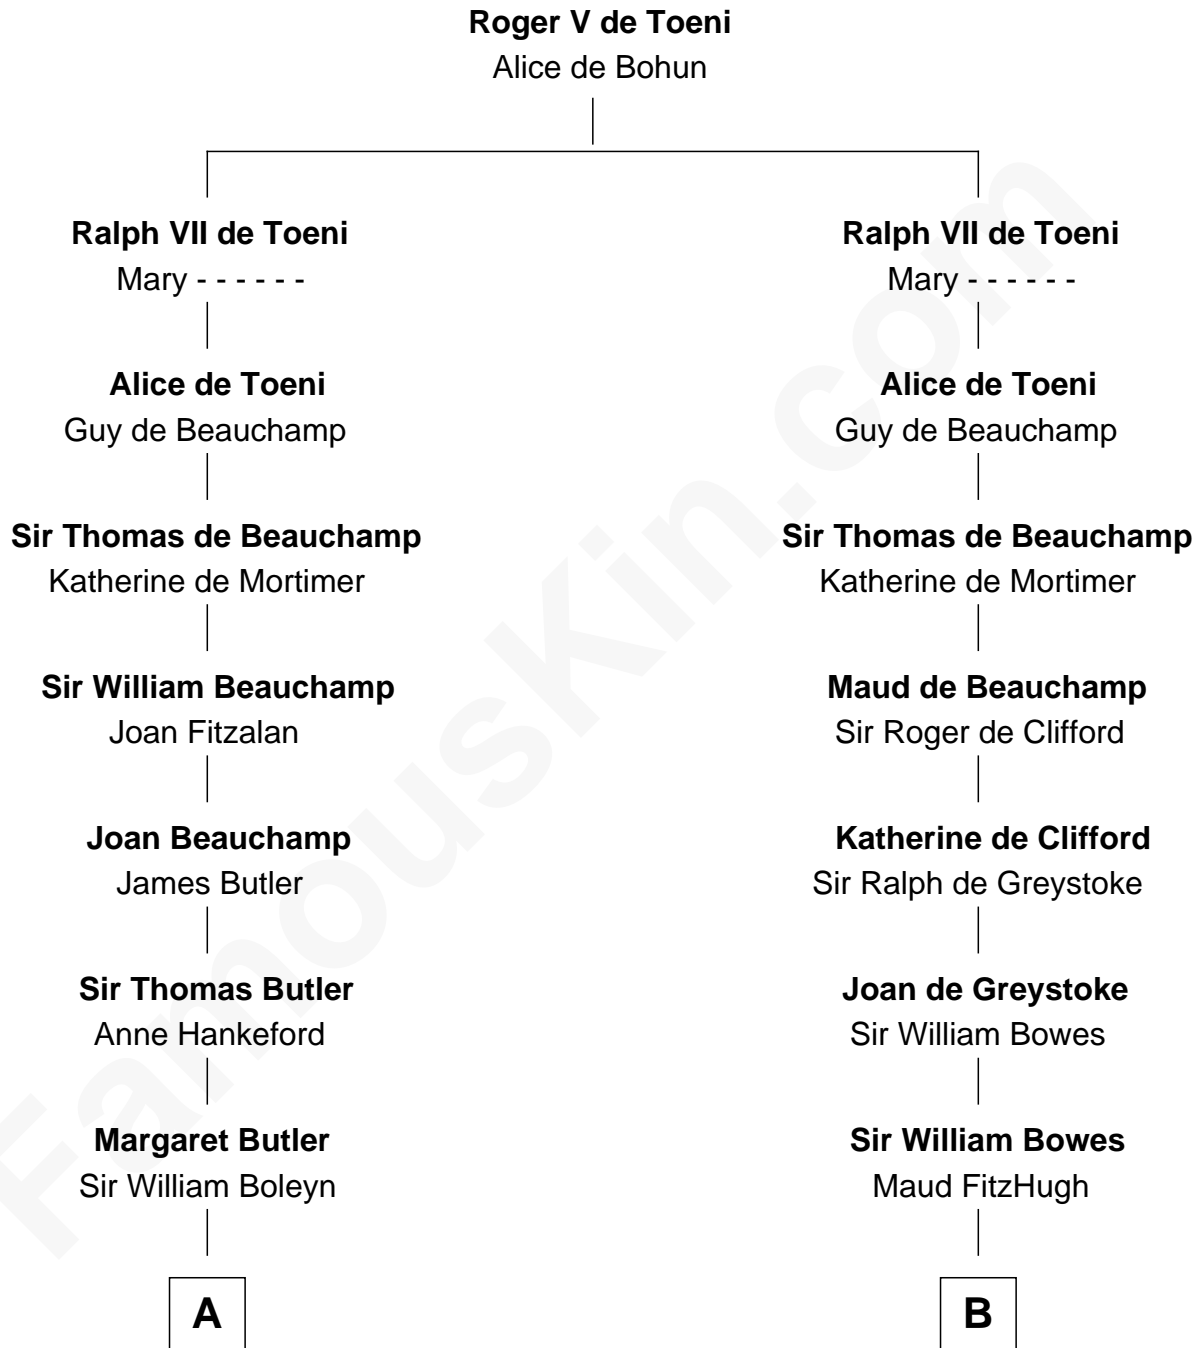 Roger V de Toeni
Alice de Bohun
Ralph VII de Toeni
Mary - - - - - -
Ralph VII de Toeni
Mary - - - - - -
Alice de Toeni
Guy de Beauchamp
Alice de Toeni
Guy de Beauchamp
Sir Thomas de Beauchamp
Katherine de Mortimer
Sir Thomas de Beauchamp
Katherine de Mortimer
Sir William Beauchamp
Joan Fitzalan
Maud de Beauchamp
Sir Roger de Clifford
Joan Beauchamp
James Butler
Katherine de Clifford
Sir Ralph de Greystoke
Sir Thomas Butler
Anne Hankeford
Joan de Greystoke
Sir William Bowes
Margaret Butler
Sir William Boleyn
Sir William Bowes
Maud FitzHugh
A
B
FamousKin.com